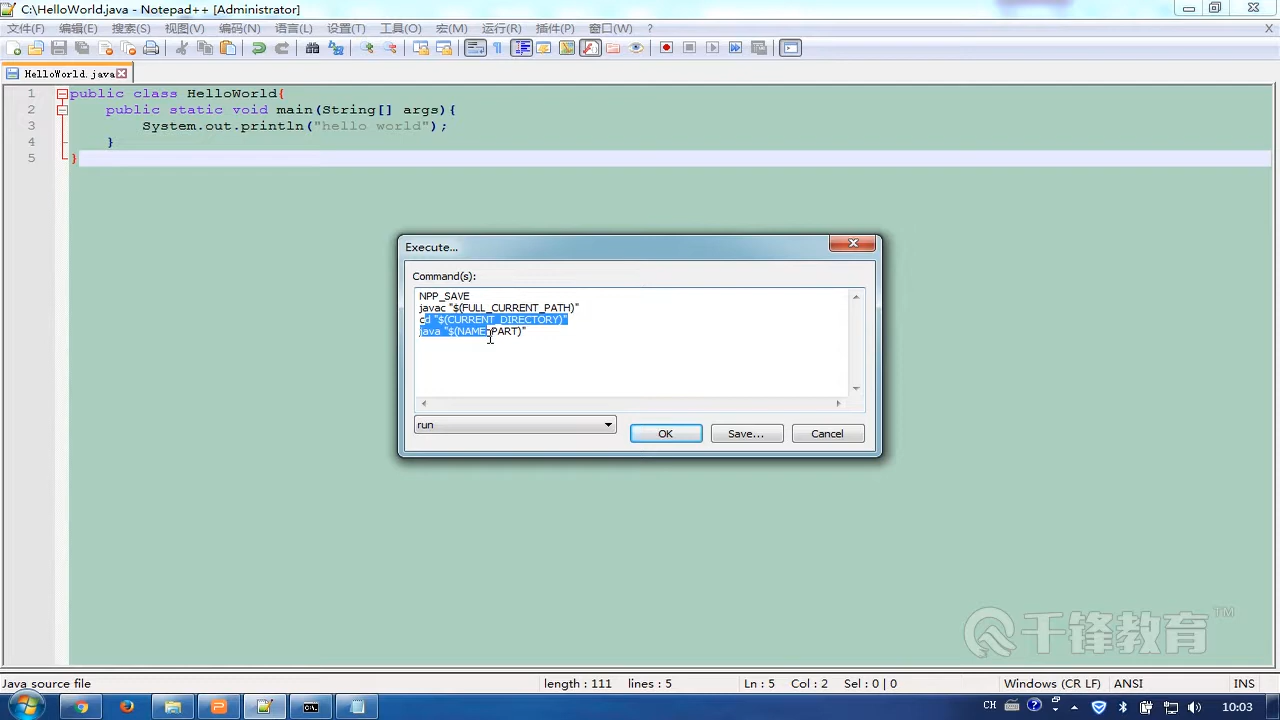 C:\HelloWorld.java - Notepad++ [Administrator]
文件(F) 编辑(E) 搜索(S) 视图(V) 编码(N) 语言(L) 设置(T) 工具(O) 宏(M) 运行(R) 插件(P) 窗口(W) ? X
HelloWorld.java
1 public class HelloWorld{
2 public static void main(String[] args){
3 System.out.println("hello world");
4 }
5 }
Execute...
Command(s):
NPP_SAVE
javac "$(FULL_CURRENT_PATH)"
cd "$(CURRENT_DIRECTORY)"
java "$(NAME_PART)"
run
OK Save... Cancel
千锋教育 TM
Java source file length : 111 lines : 5 Ln : 5 Col : 2 Sel : 0 | 0 Windows (CR LF) ANSI INS
CH 10:03